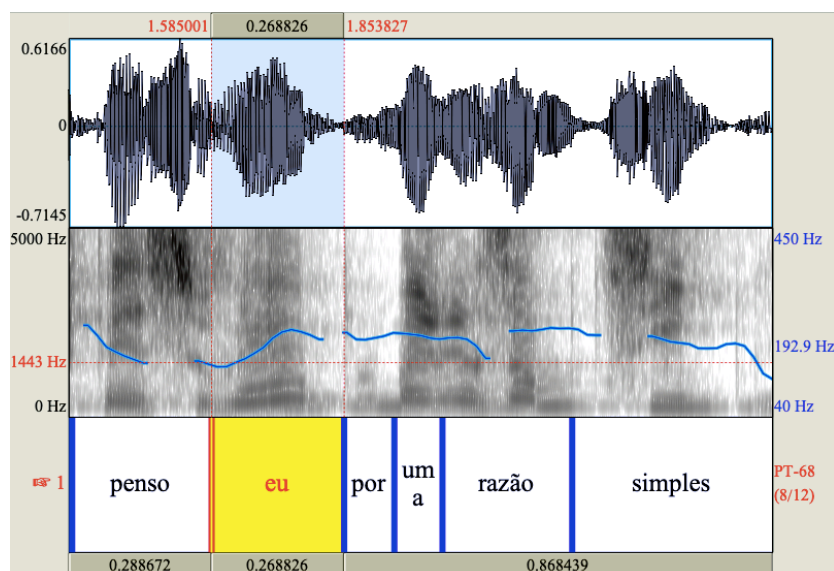 1.585001 0.268826 1.853827
0.6166
0
-0.7145
5000 Hz 450 Hz
1443 Hz 192.9 Hz
0 Hz 40 Hz
☞ 1 penso eu por um
a razão simples PT-68
(8/12)
0.288672 0.268826 0.868439